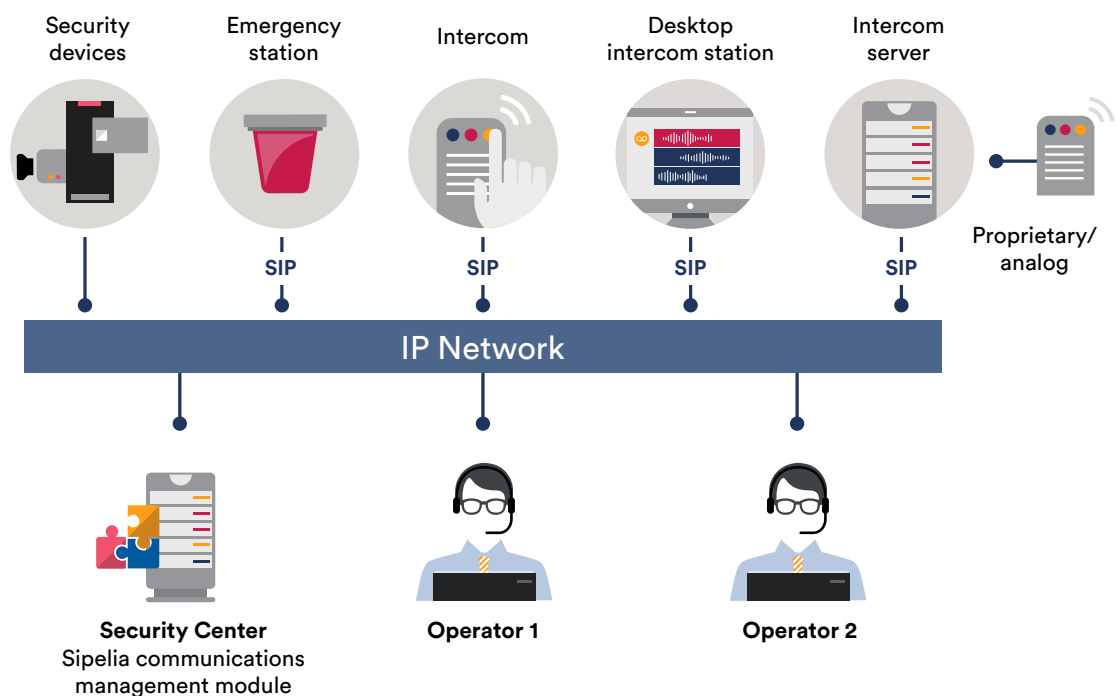 Security
devices
Emergency
station
Intercom
Desktop
intercom station
Intercom
server
Proprietary/
analog
SIP
SIP
SIP
SIP
IP Network
Security Center
Sipelia communications
management module
Operator 1
Operator 2